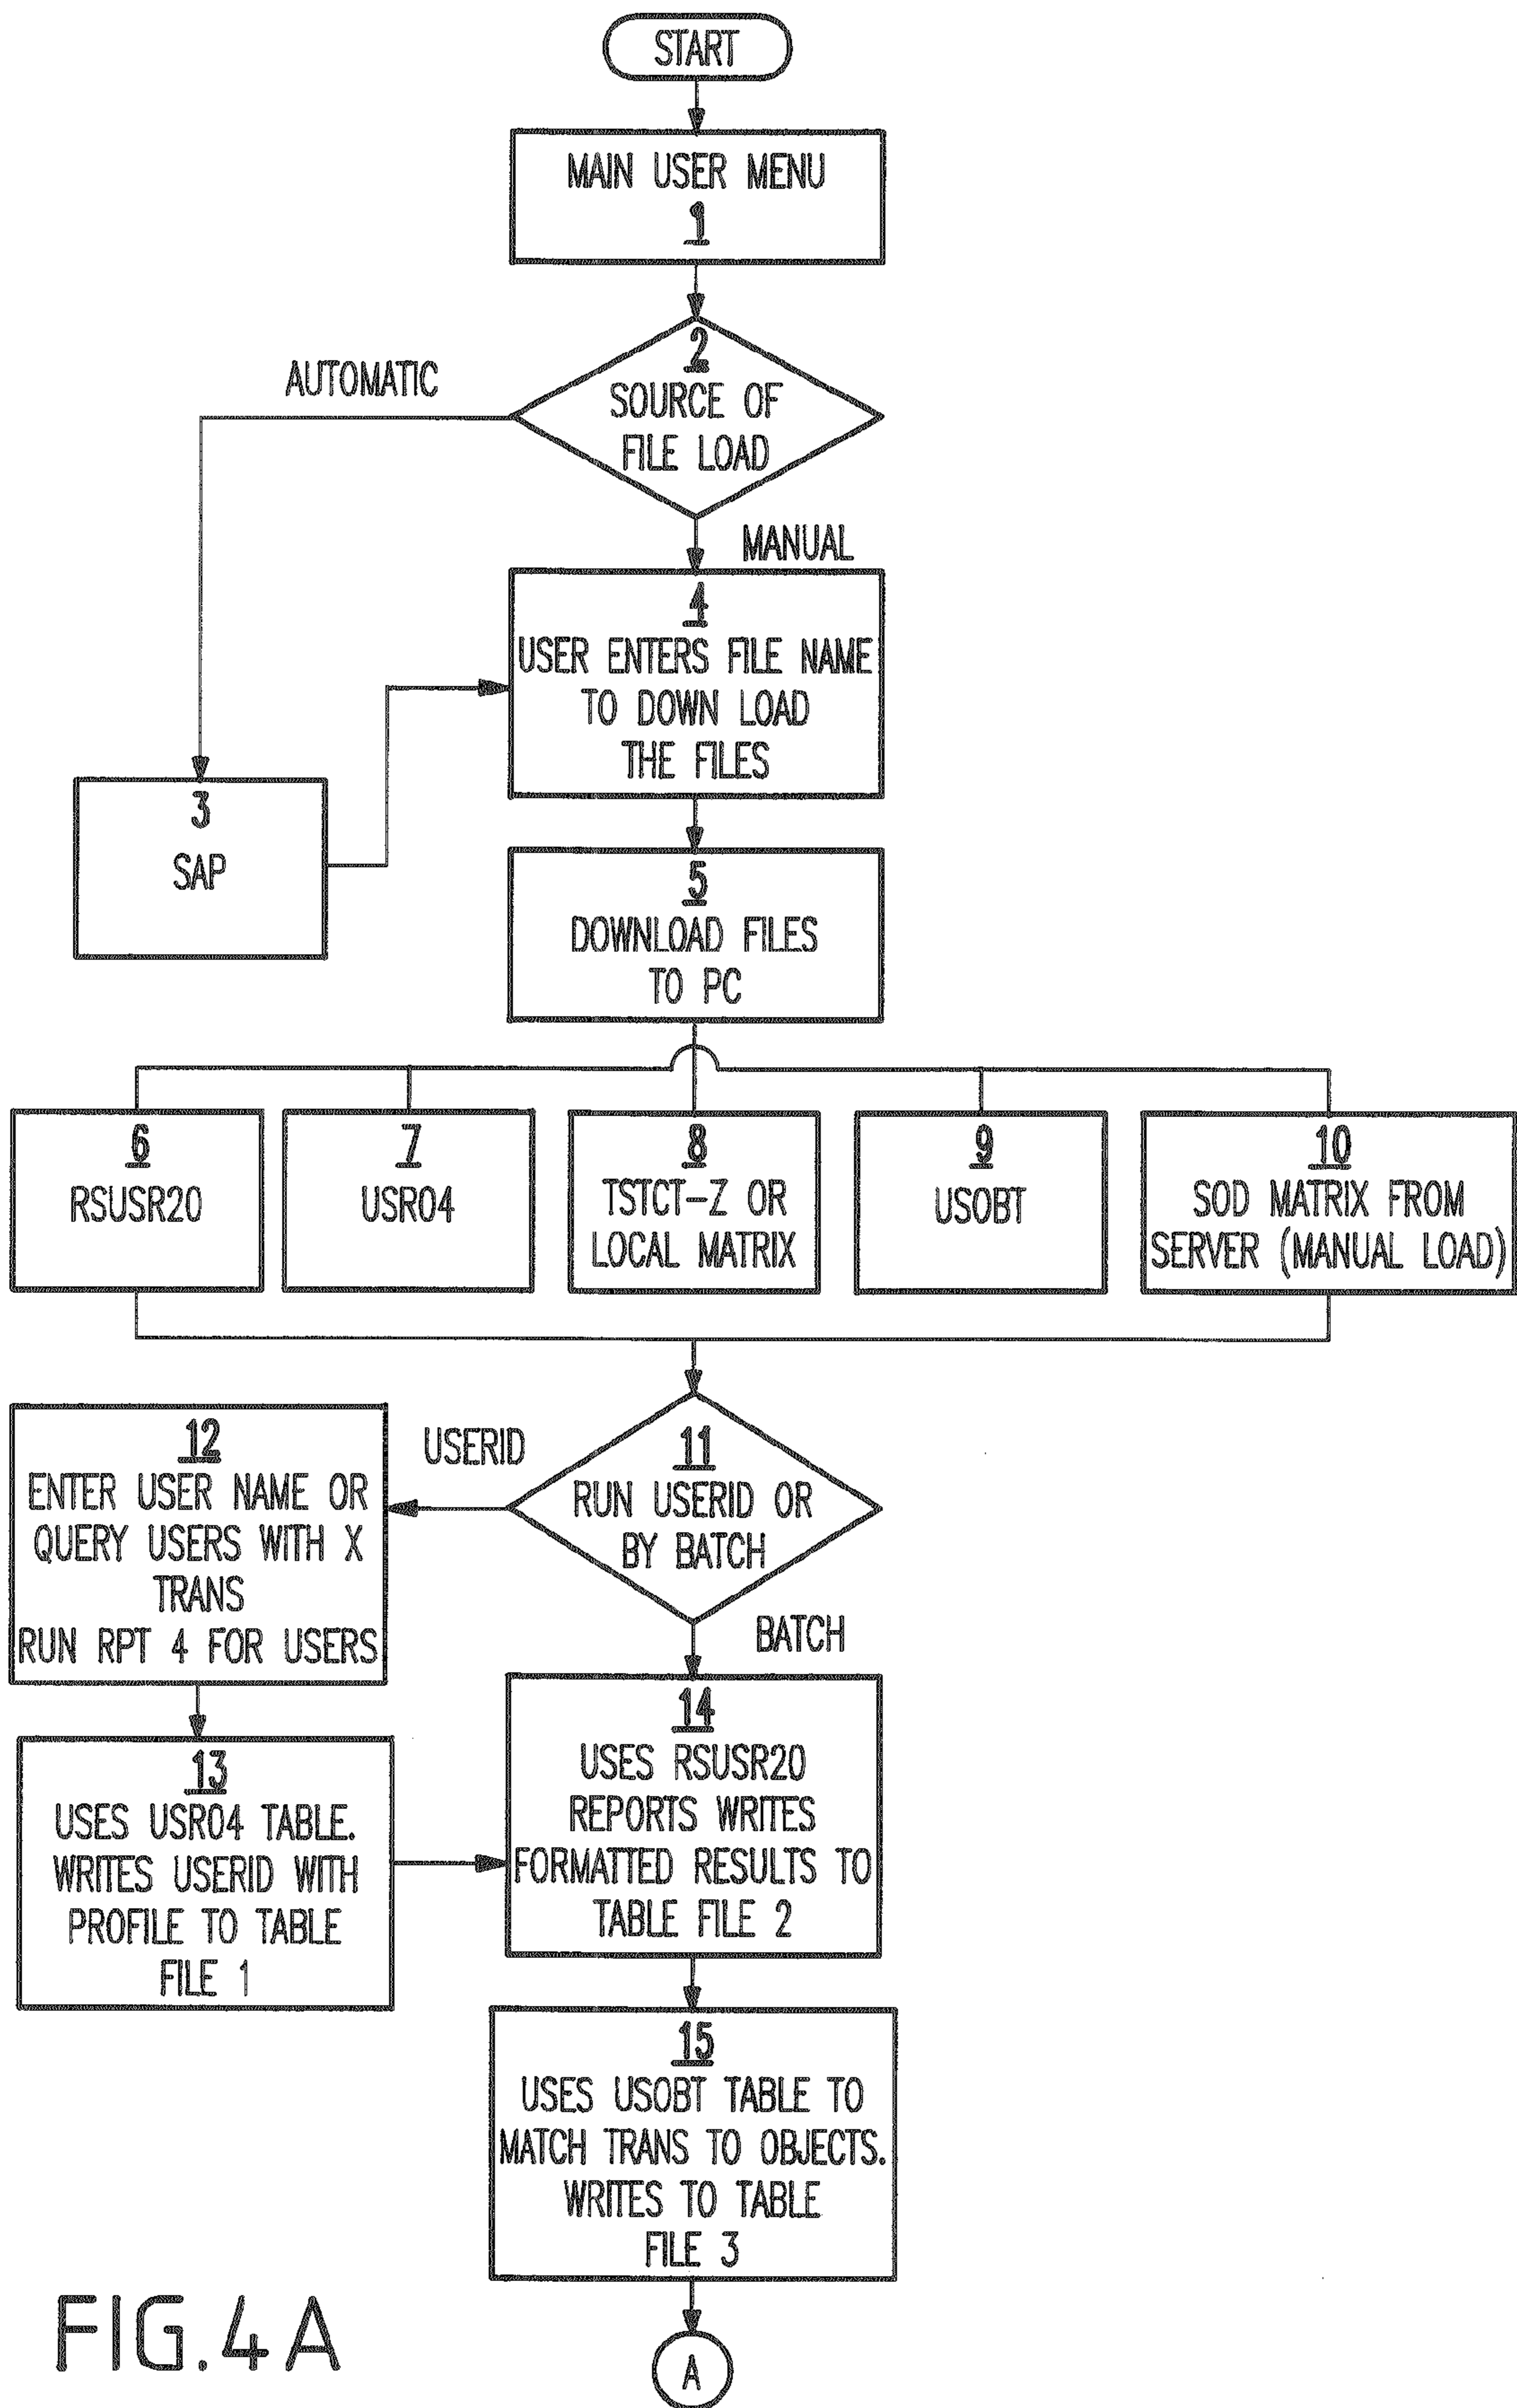 START
MAIN USER MENU
1
2
SOURCE OF
FILE LOAD
AUTOMATIC
MANUAL
3
SAP
4
USER ENTERS FILE NAME
TO DOWN LOAD
THE FILES
5
DOWNLOAD FILES
TO PC
6
RSUSR20
7
USR04
8
TSTCT-Z OR
LOCAL MATRIX
9
USOBT
10
SOD MATRIX FROM
SERVER (MANUAL LOAD)
11
RUN USERID OR
BY BATCH
USERID
BATCH
12
ENTER USER NAME OR
QUERY USERS WITH X
TRANS
RUN RPT 4 FOR USERS
13
USES USR04 TABLE.
WRITES USERID WITH
PROFILE TO TABLE
FILE 1
14
USES RSUSR20
REPORTS WRITES
FORMATTED RESULTS TO
TABLE FILE 2
15
USES USOBT TABLE TO
MATCH TRANS TO OBJECTS.
WRITES TO TABLE
FILE 3
A
FIG.4A